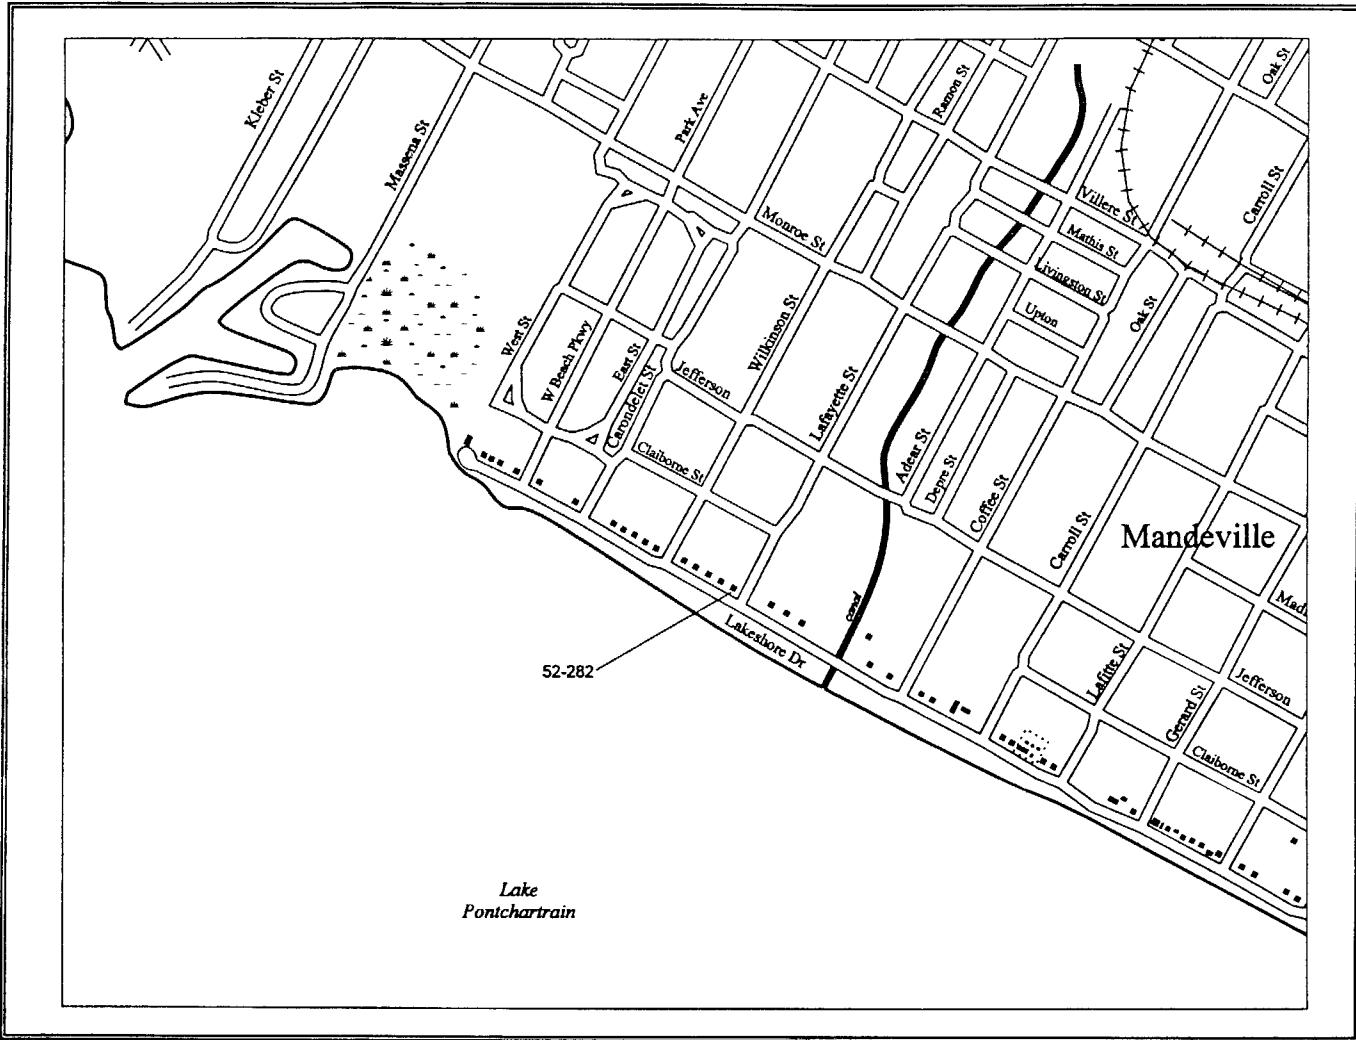 Kleber St
Massena St
Park Ave
Ramon St
Oak St
Carroll St
Villere St
Mathis St
Livingston St
Upton
Oak St
Monroe St
West St
W Beach Pkwy
East St
Carondelet St
Jefferson
Wilkinson St
Lafayette St
Claiborne St
Adear St
Depre St
Coffee St
Carroll St
Mandeville
Madi
canal
Lakeshore Dr
52-282
Lafitte St
Gerard St
Jefferson
Claiborne St
Lake
Pontchartrain